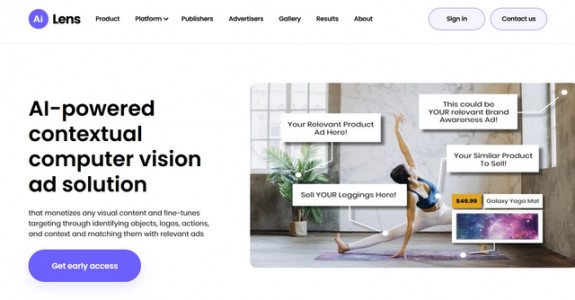 Ai Lens
Product
Platform
Publishers
Advertisers
Gallery
Results
About
Sign in
Contact us
AI-powered
contextual
computer vision
ad solution
that monetizes any visual content and fine-tunes
targeting through identifying objects, logos, actions,
and context and matching them with relevant ads
Get early access
This could be
YOUR relevant Brand
Awareness Ad!
Your Relevant Product
Ad Here!
Your Similar Product
To Sell!
Sell YOUR Leggings Here!
$49.99
Galaxy Yoga Mat